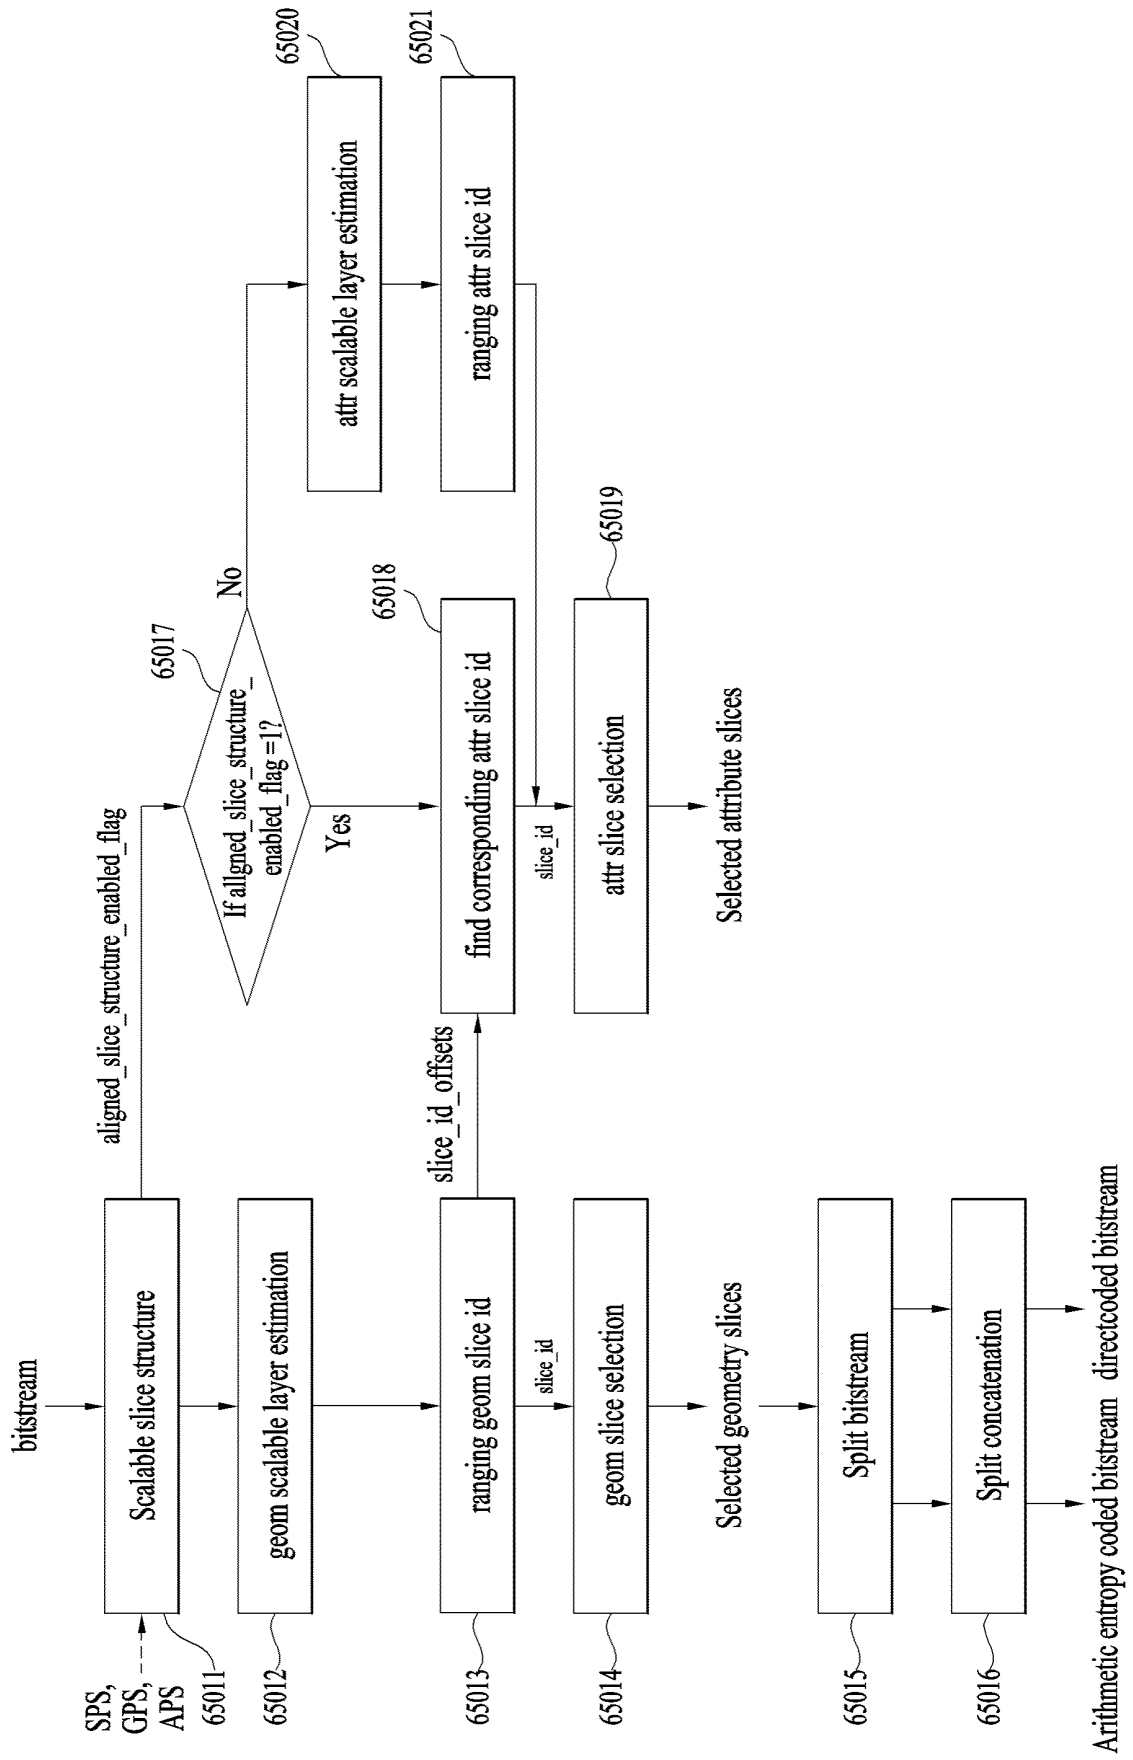 bitstream
SPS,
GPS,
APS
65011
Scalable slice structure
aligned_slice_structure_enabled_flag
65012
geom scalable layer estimation
65017
If allgned_slice_structure_
enabled_flag =1?
No
Yes
65020
attr scalable layer estimation
65013
ranging geom slice id
slice_id_offsets
65018
find corresponding attr slice id
65021
ranging attr slice id
slice_id
slice_id
65014
geom slice selection
65019
attr slice selection
Selected geometry slices
Selected attribute slices
65015
Split bitstream
65016
Split concatenation
Arithmetic entropy coded bitstream
directcoded bitstream